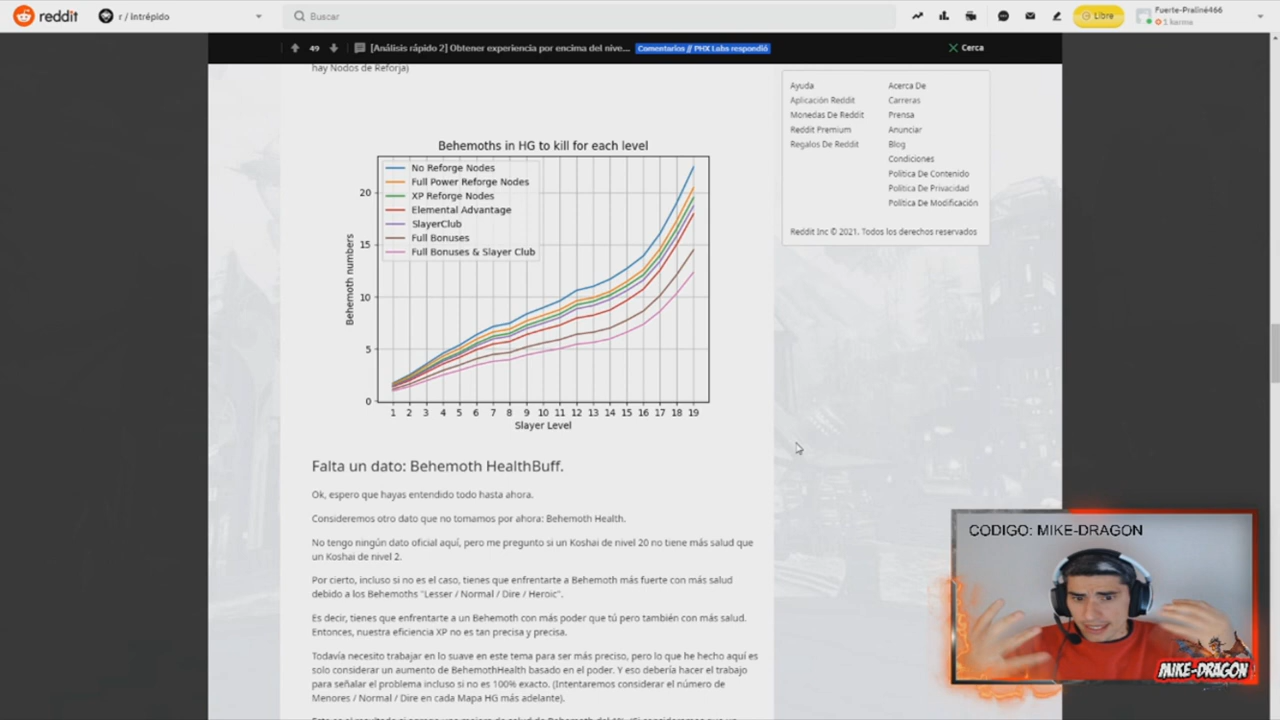 reddit
r / Intrépido
Buscar
Libre
Fuerte-Praliné466
1 karma
49
[Análisis rápido 2] Obtener experiencia por encima del nive...
Comentarios // PHX Labs respondió
Cerca
hay Nodos de Reforja)
Ayuda
Acerca De
Aplicación Reddit
Carreras
Monedas De Reddit
Prensa
Reddit Premium
Anunciar
Regalos De Reddit
Blog
Condiciones
Política De Contenido
Política De Privacidad
Política De Modificación
Reddit Inc © 2021. Todos los derechos reservados
Behemoths in HG to kill for each level
No Reforge Nodes
Full Power Reforge Nodes
XP Reforge Nodes
Elemental Advantage
SlayerClub
Full Bonuses
Full Bonuses & Slayer Club
Behemoth numbers
20
15
10
5
0
1 2 3 4 5 6 7 8 9 10 11 12 13 14 15 16 17 18 19
Slayer Level
Falta un dato: Behemoth HealthBuff.
Ok, espero que hayas entendido todo hasta ahora.
Consideremos otro dato que no tomamos por ahora: Behemoth Health.
No tengo ningún dato oficial aquí, pero me pregunto si un Koshai de nivel 20 no tiene más salud que
un Koshai de nivel 2.
Por cierto, incluso si no es el caso, tienes que enfrentarte a Behemoth más fuerte con más salud
debido a los Behemoths "Lesser / Normal / Dire / Heroic".
Es decir, tienes que enfrentarte a un Behemoth con más poder que tú pero también con más salud.
Entonces, nuestra eficiencia XP no es tan precisa y precisa.
Todavía necesito trabajar en lo suave en este tema para ser más preciso, pero lo que he hecho aquí es
solo considerar un aumento de BehemothHealth basado en el poder. Y eso debería hacer el trabajo
para señalar el problema incluso si no es 100% exacto. (Intentaremos considerar el número de
Menores / Normal / Dire en cada Mapa HG más adelante).
CODIGO: MIKE-DRAGON
MIKE-DRAGON